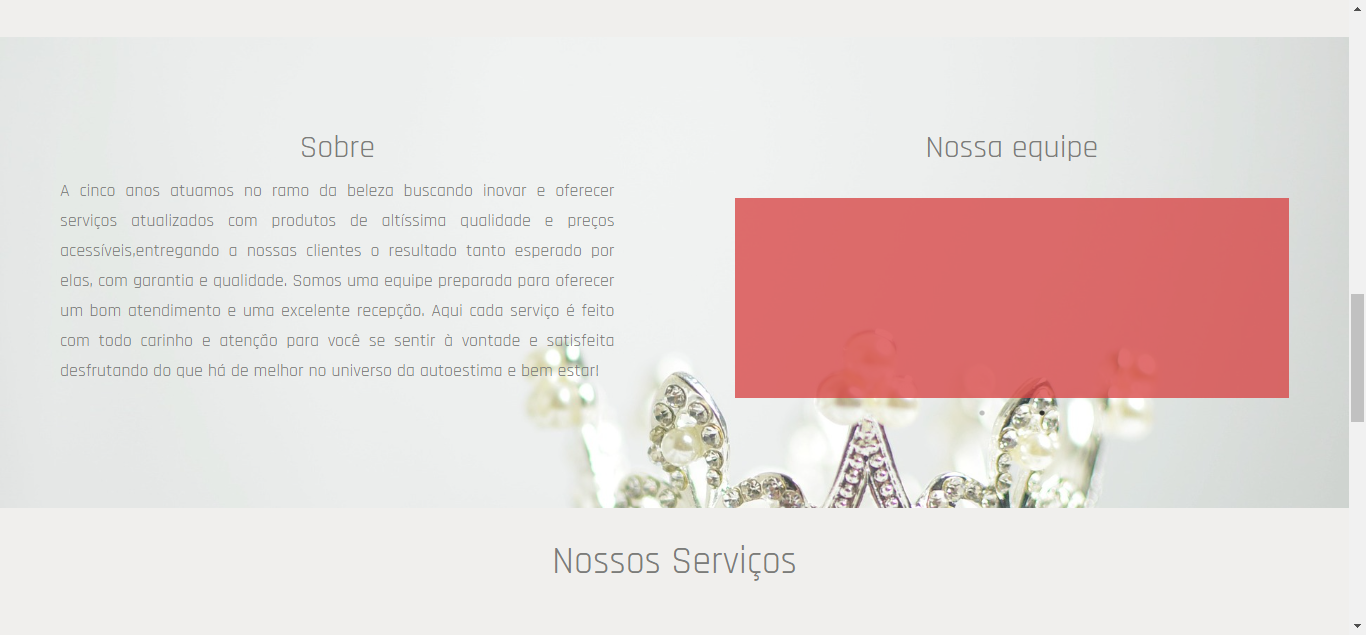 Sobre
A cinco anos atuamos no ramo da beleza buscando inovar e oferecer
serviços atualizados com produtos de altíssima qualidade e preços
acessíveis,entregando a nossas clientes o resultado tanto esperado por
elas, com garantia e qualidade. Somos uma equipe preparada para oferecer
um bom atendimento e uma excelente recepção. Aqui cada serviço é feito
com todo carinho e atenção para você se sentir à vontade e satisfeita
desfrutando do que há de melhor no universo da autoestima e bem estar!
Nossa equipe
Nossos Serviços